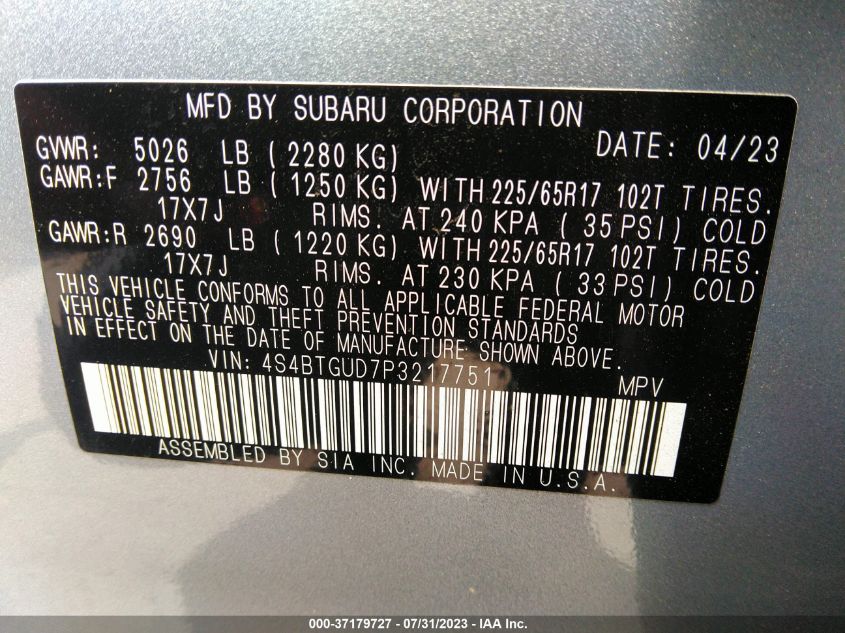 MFD BY SUBARU CORPORATION
GVWR: 5026 LB ( 2280 KG) DATE: 04/23
GAWR:F 2756 LB ( 1250 KG) WITH 225/65R17 102T TIRES.
17X7J RIMS. AT 240 KPA ( 35 PSI) COLD
GAWR:R 2690 LB ( 1220 KG) WITH 225/65R17 102T TIRES.
17X7J RIMS. AT 230 KPA ( 33 PSI) COLD
THIS VEHICLE CONFORMS TO ALL APPLICABLE FEDERAL MOTOR
VEHICLE SAFETY AND THEFT PREVENTION STANDARDS
IN EFFECT ON THE DATE OF MANUFACTURE SHOWN ABOVE.
VIN: 4S4BTGUD7P3217751 MPV
ASSEMBLED BY SIA INC. MADE IN U.S.A.
000-37179727 - 07/31/2023 - IAA Inc.